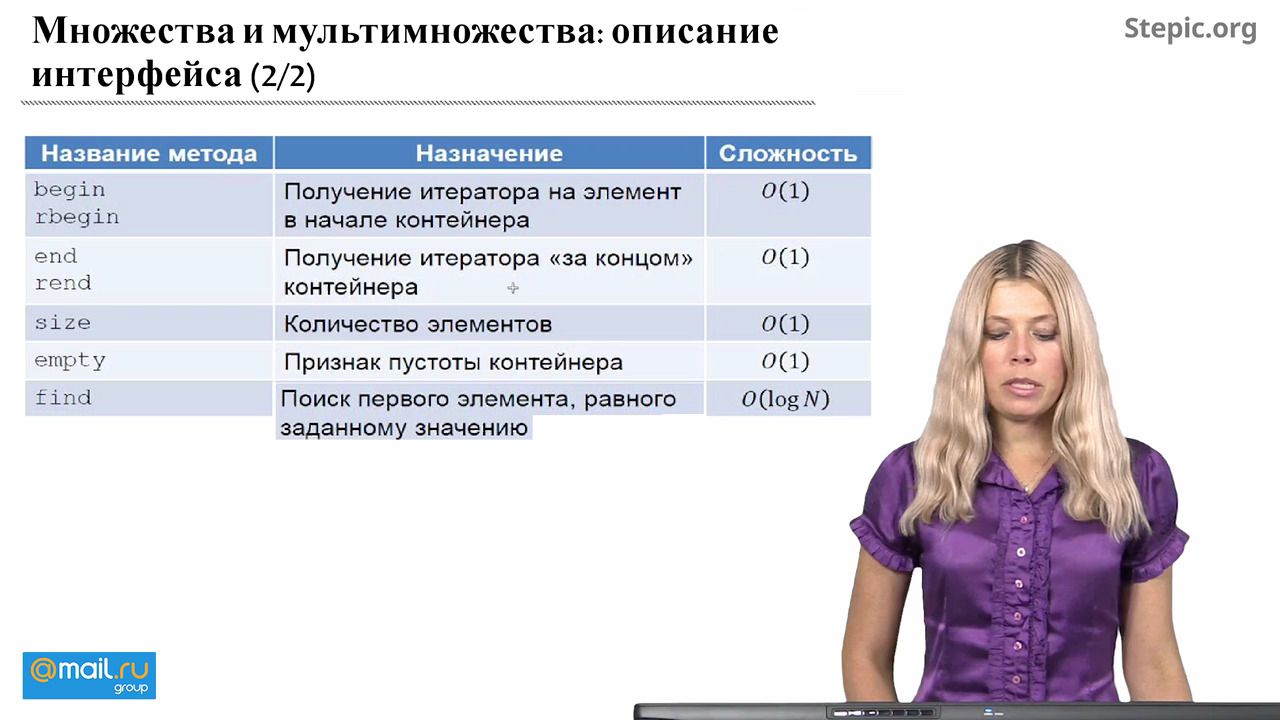 Множества и мультимножества: описание
интерфейса (2/2)
Stepic.org
Название метода Назначение Сложность
begin
rbegin
Получение итератора на элемент
в начале контейнера
O(1)
end
rend
Получение итератора «за концом»
контейнера
O(1)
size Количество элементов O(1)
empty Признак пустоты контейнера O(1)
find Поиск первого элемента, равного
заданному значению
O(log N)
@mail.ru
group